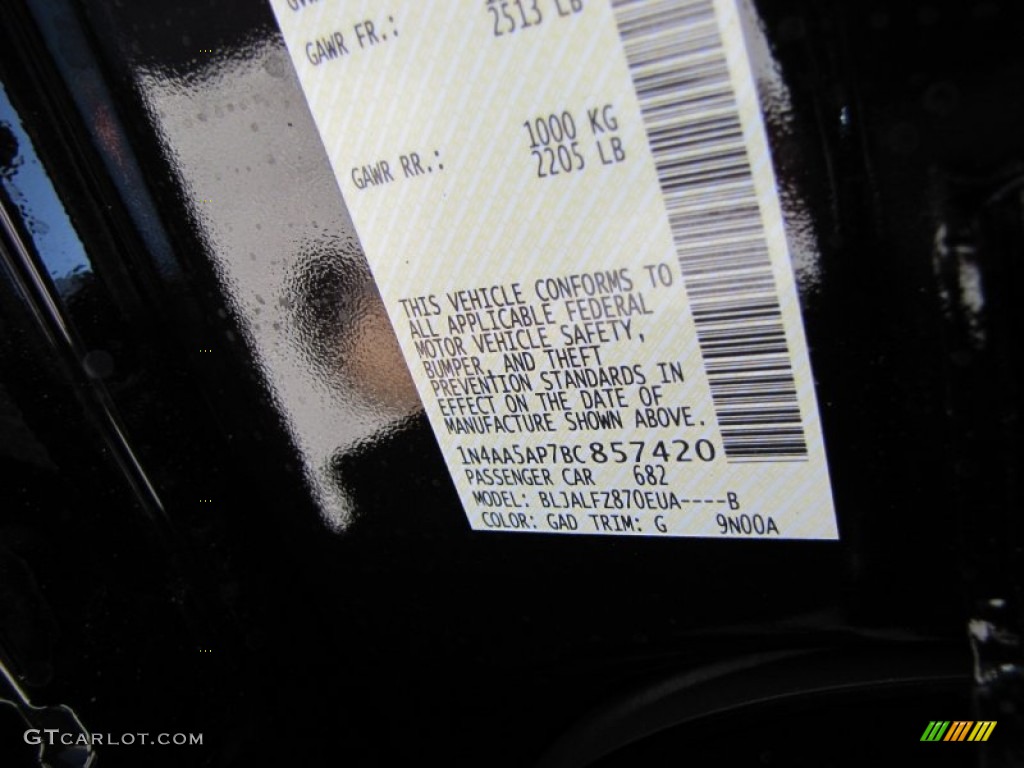 2513 LB
GAWR FR.:
1000 KG
GAWR RR.: 2205 LB
THIS VEHICLE CONFORMS TO
ALL APPLICABLE FEDERAL
MOTOR VEHICLE SAFETY,
BUMPER, AND THEFT
PREVENTION STANDARDS IN
EFFECT ON THE DATE OF
MANUFACTURE SHOWN ABOVE.
1N4AA5AP7BC857420
PASSENGER CAR 682
MODEL: BLJALFZ870EUA----B
COLOR: GAD TRIM: G 9N00A
GTCARLOT.COM